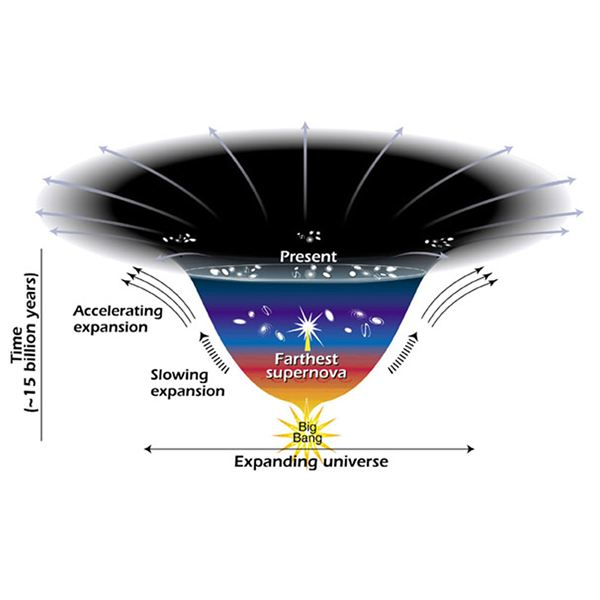 Present
Accelerating
expansion
Time
(~15 billion years)
Farthest
supernova
Slowing
expansion
Big
Bang
Expanding universe